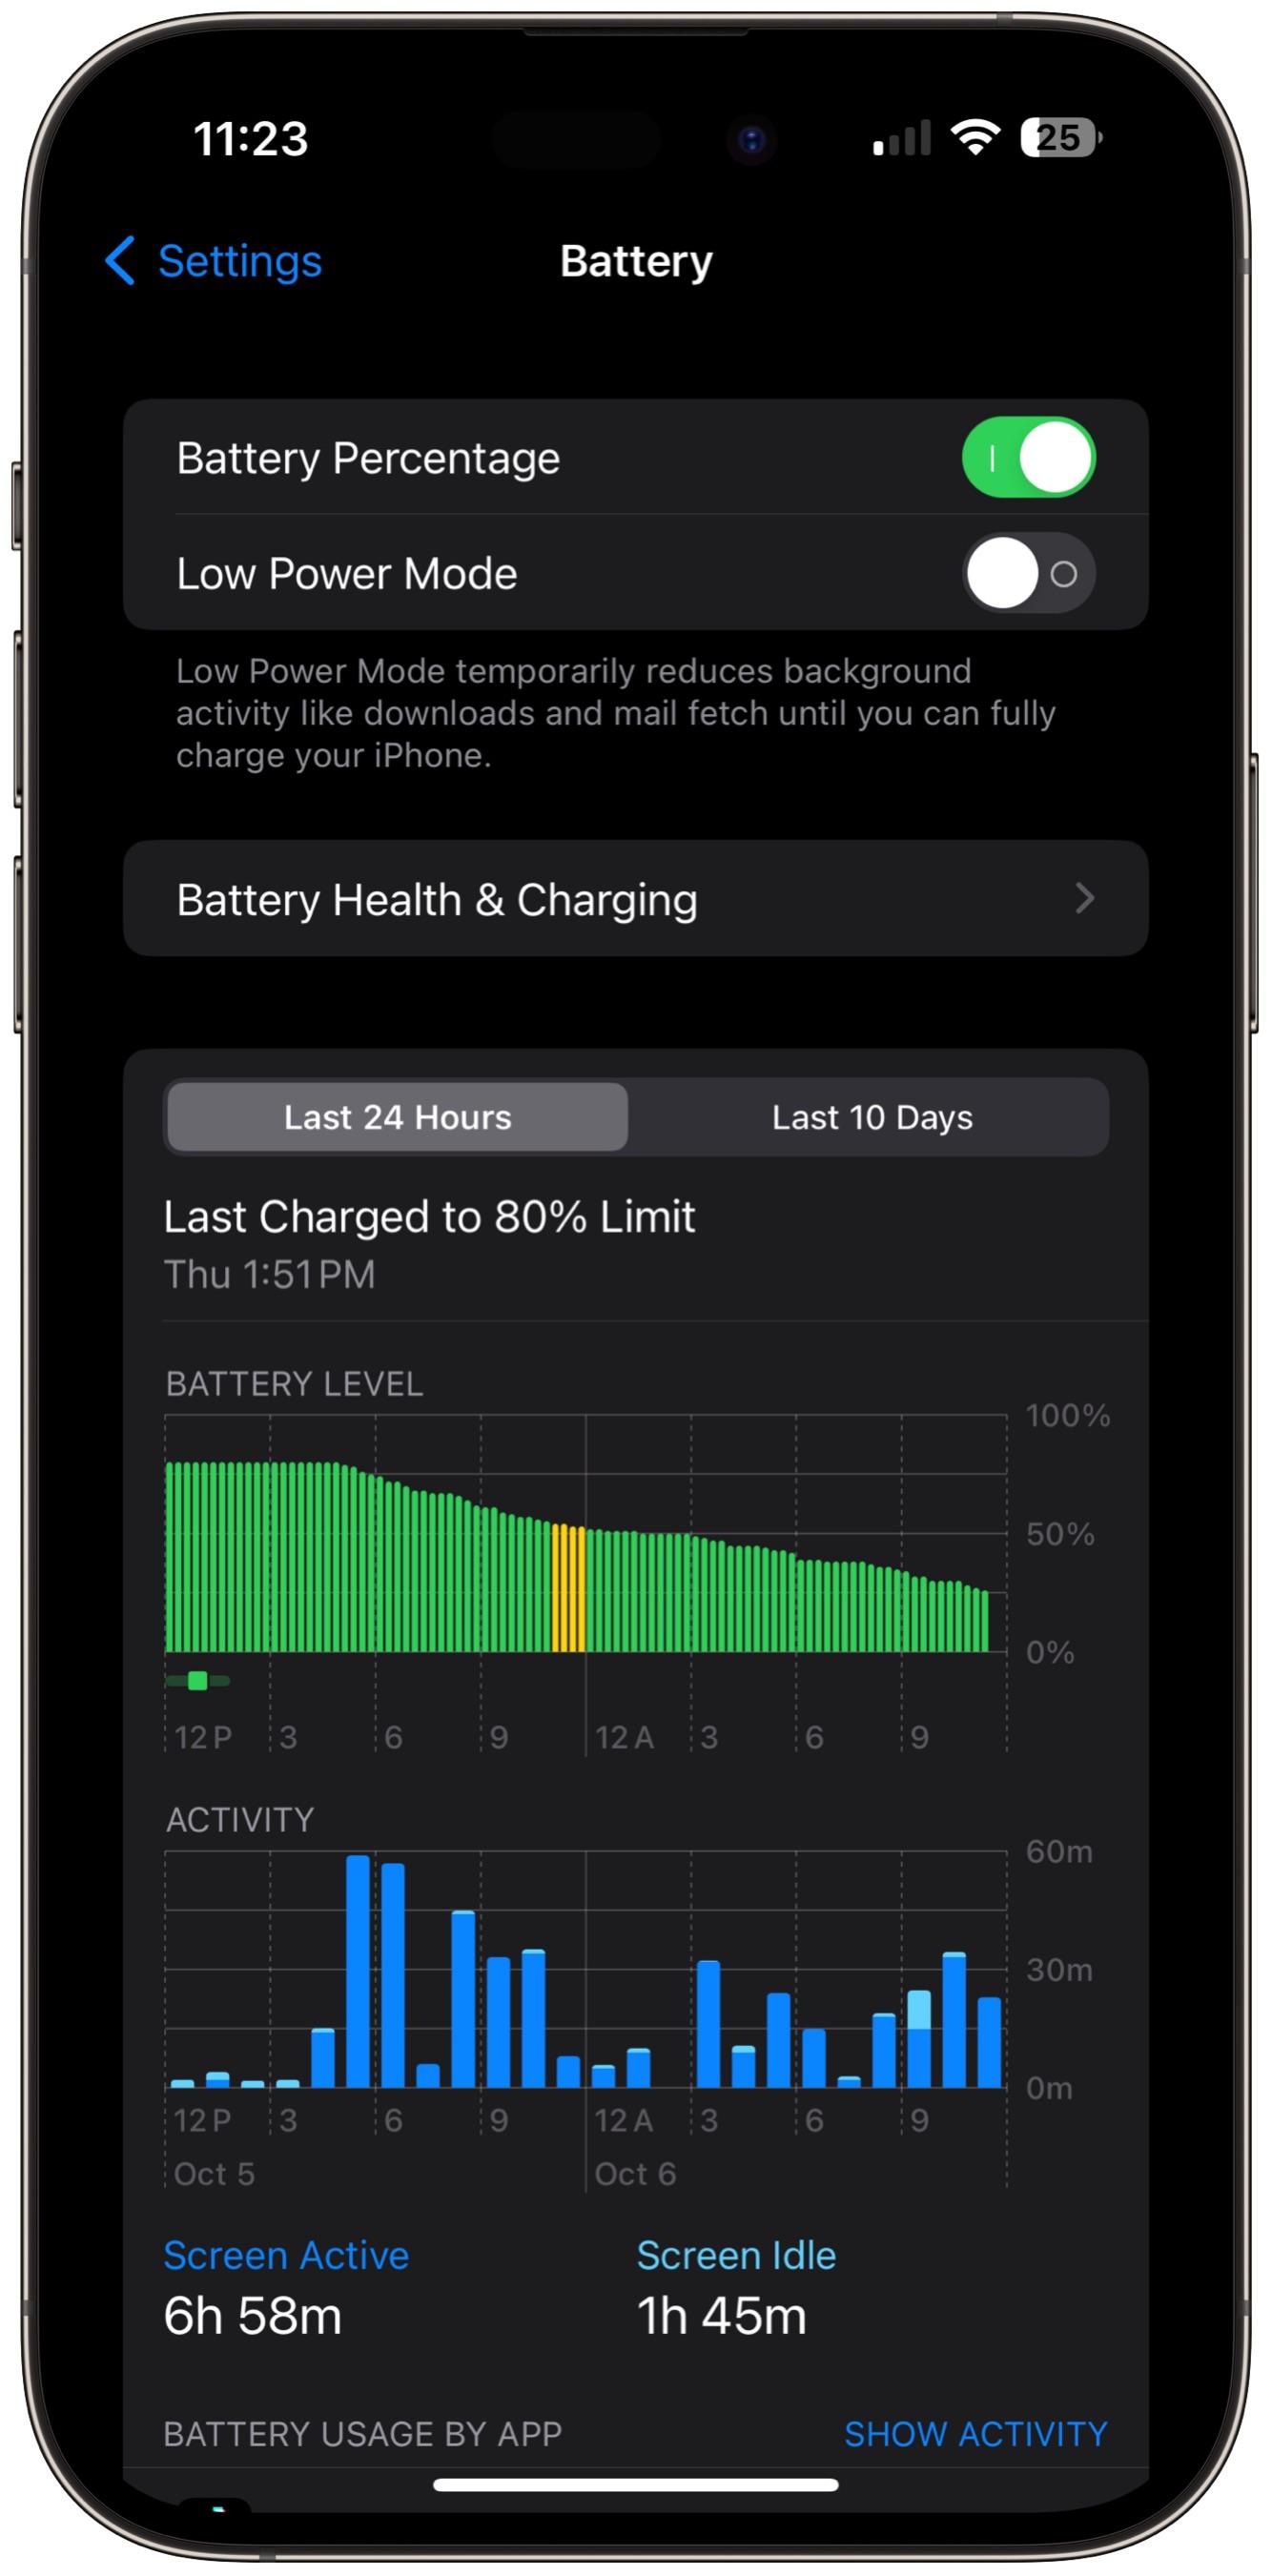 11:23
25
Settings
Battery
Battery Percentage
Low Power Mode
Low Power Mode temporarily reduces background
activity like downloads and mail fetch until you can fully
charge your iPhone.
Battery Health & Charging
Last 24 Hours
Last 10 Days
Last Charged to 80% Limit
Thu 1:51 PM
BATTERY LEVEL
100%
50%
0%
12 P 3 6 9 12 A 3 6 9
ACTIVITY
60m
30m
0m
12 P 3 6 9 12 A 3 6 9
Oct 5 Oct 6
Screen Active
6h 58m
Screen Idle
1h 45m
BATTERY USAGE BY APP
SHOW ACTIVITY